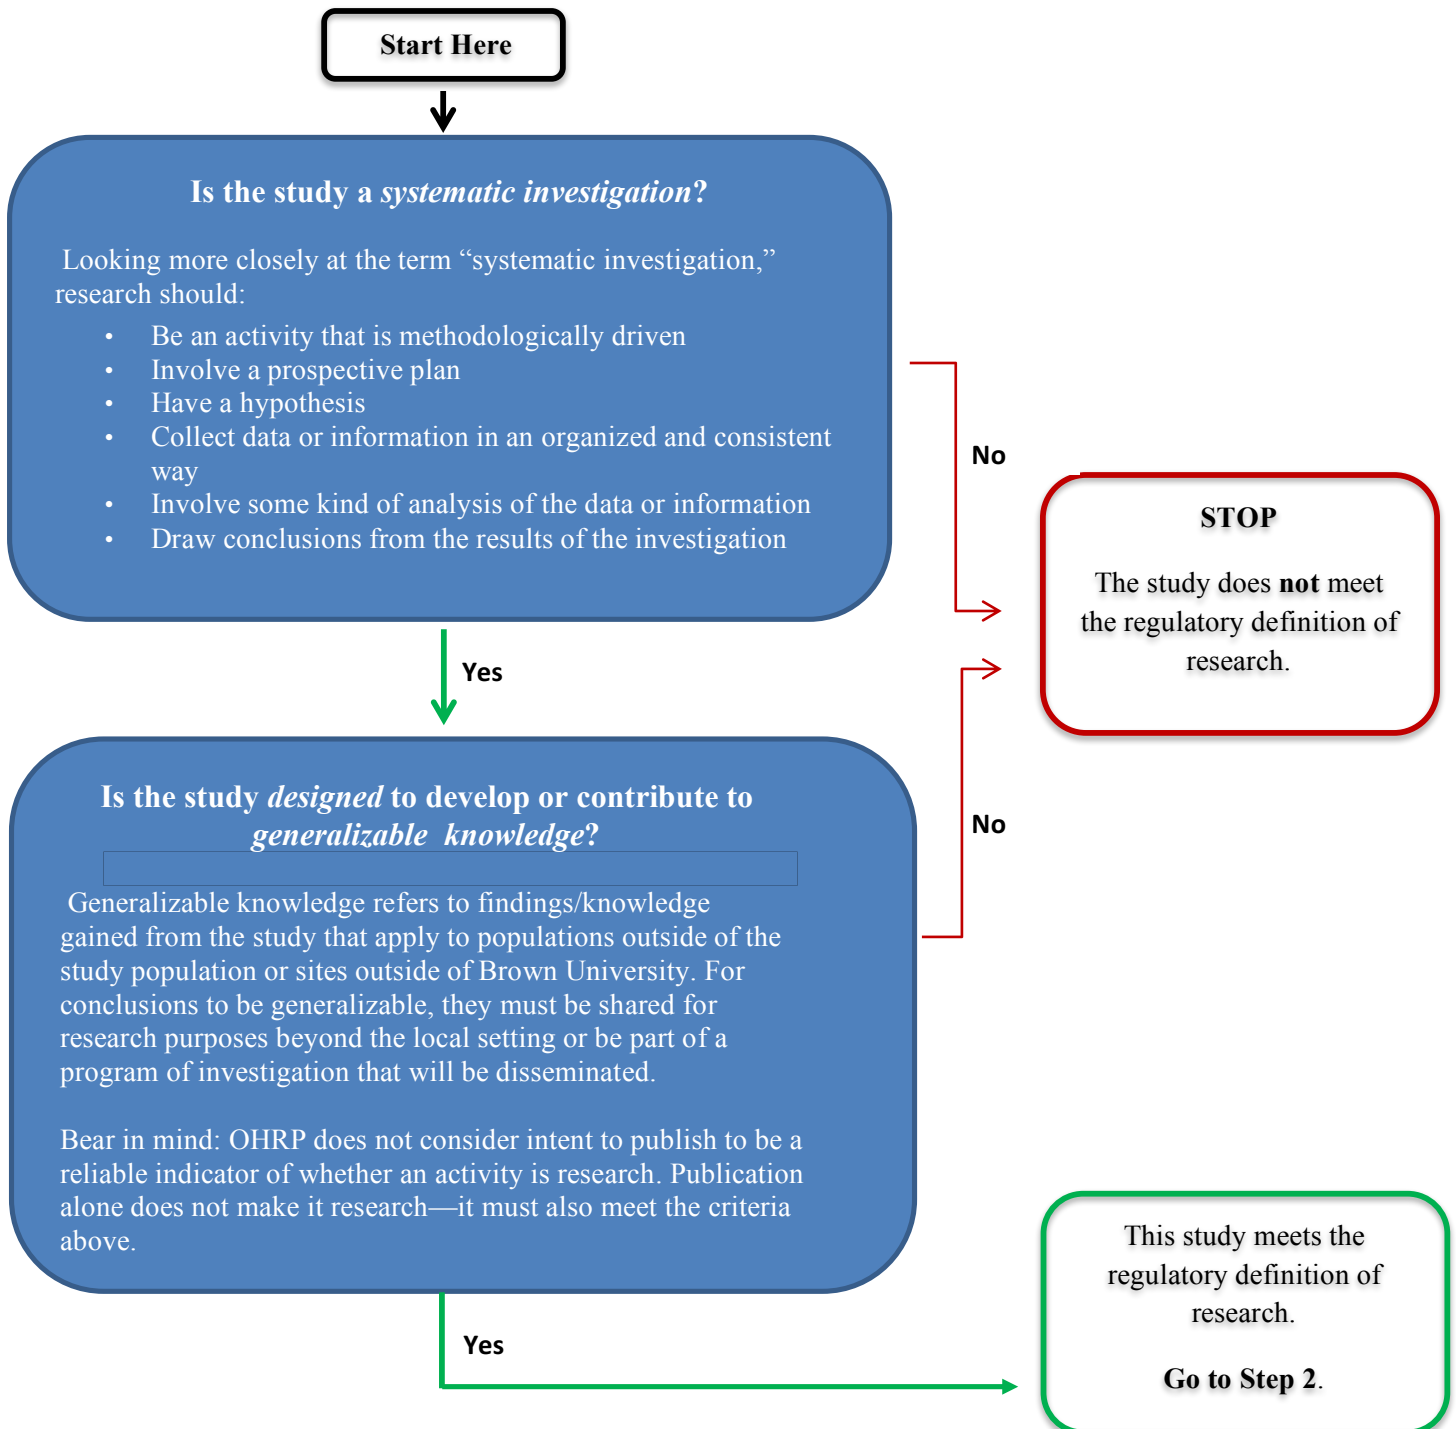 Start Here
Is the study a systematic investigation?
Looking more closely at the term “systematic investigation,”
research should:
• Be an activity that is methodologically driven
• Involve a prospective plan
• Have a hypothesis
• Collect data or information in an organized and consistent
way
• Involve some kind of analysis of the data or information
• Draw conclusions from the results of the investigation
No
STOP
The study does not meet
the regulatory definition of
research.
Yes
Is the study designed to develop or contribute to
generalizable knowledge?
Generalizable knowledge refers to findings/knowledge
gained from the study that apply to populations outside of the
study population or sites outside of Brown University. For
conclusions to be generalizable, they must be shared for
research purposes beyond the local setting or be part of a
program of investigation that will be disseminated.
Bear in mind: OHRP does not consider intent to publish to be a
reliable indicator of whether an activity is research. Publication
alone does not make it research—it must also meet the criteria
above.
No
Yes
This study meets the
regulatory definition of
research.
Go to Step 2.